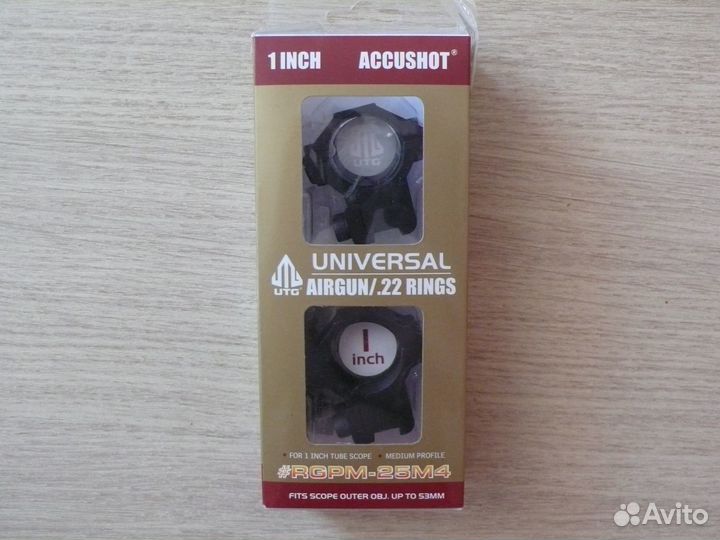 1 INCH ACCUSHOT®
UTG
UNIVERSAL
UTG AIRGUN/.22 RINGS
1 inch
• FOR 1 INCH TUBE SCOPE • MEDIUM PROFILE
#RGPM-25M4
FITS SCOPE OUTER OBJ. UP TO 53MM
Avito